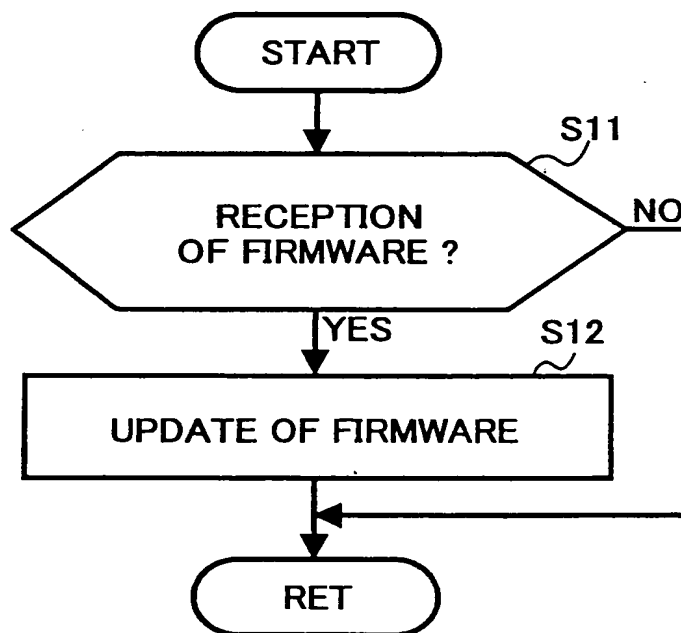 START
S11
RECEPTION
OF FIRMWARE ?
NO
YES
S12
UPDATE OF FIRMWARE
RET